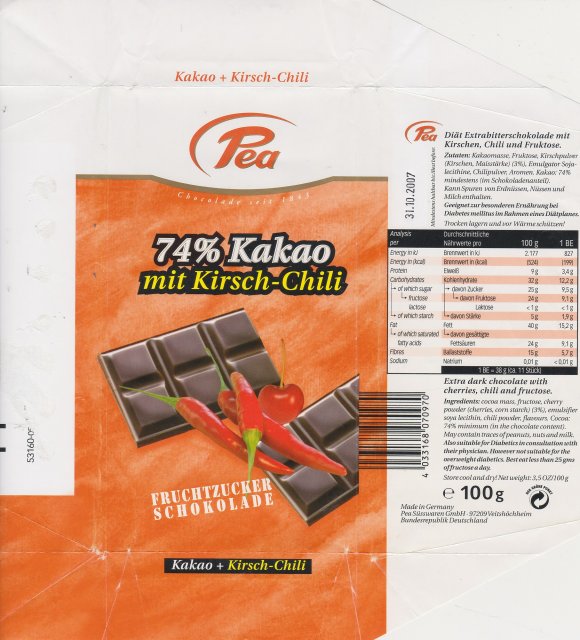 Kakao + Kirsch-Chili
Pea
Chocolade seit 1863
74% Kakao
mit Kirsch-Chili
FRUCHTZUCKER
SCHOKOLADE
Kakao + Kirsch-Chili
53160-05
Pea
31.10.2007
Mindestens haltbar bis/Best before
Diät Extrabitterschokolade mit
Kirschen, Chili und Fruktose.
Zutaten: Kakaomasse, Fruktose, Kirschpulver
(Kirschen, Maisstärke) (3%), Emulgator Soja-
lecithine, Chilipulver, Aromen. Kakao: 74%
mindestens (im Schokoladenanteil).
Kann Spuren von Erdnüssen, Nüssen und
Milch enthalten.
Geeignet zur besonderen Ernährung bei
Diabetes mellitus im Rahmen eines Diätplanes.
Trocken lagern und vor Wärme schützen!
Analysis Durchschnittliche
per Nährwerte pro 100 g 1 BE
Energy in kJ Brennwert in kJ 2.177 827
Energy in (kcal) Brennwert in (kcal) (524) (199)
Protein Eiweiß 9 g 3,4 g
Carbohydrates Kohlenhydrate 32 g 12,2 g
of which sugar davon Zucker 25 g 9,5 g
fructose davon Fruktose 24 g 9,1 g
lactose Laktose < 1 g < 1 g
of which starch davon Stärke 5 g 1,9 g
Fat Fett 40 g 15,2 g
of which saturated davon gesättigte
fatty acids Fettsäuren 24 g 9,1 g
Fibres Ballaststoffe 15 g 5,7 g
Sodium Natrium 0,01 g < 0,01 g
1 BE = 38 g (ca. 11 Stück)
Extra dark chocolate with
cherries, chili and fructose.
Ingredients: cocoa mass, fructose, cherry
powder (cherries, corn starch) (3%), emulsifier
soya lecithin, chili powder, flavours. Cocoa:
74% minimum (in the chocolate content).
May contain traces of peanuts, nuts and milk.
Also suitable for Diabetics in consultation with
their physician. However not suitable for the
overweight diabetics. Best eat less than 25 gms
of fructose a day.
Store cool and dry! Net weight: 3,5 OZ/100 g
e 100 g
Made in Germany
Pea Süsswaren GmbH · 97209 Veitshöchheim
Bundesrepublik Deutschland
4 033168 070970